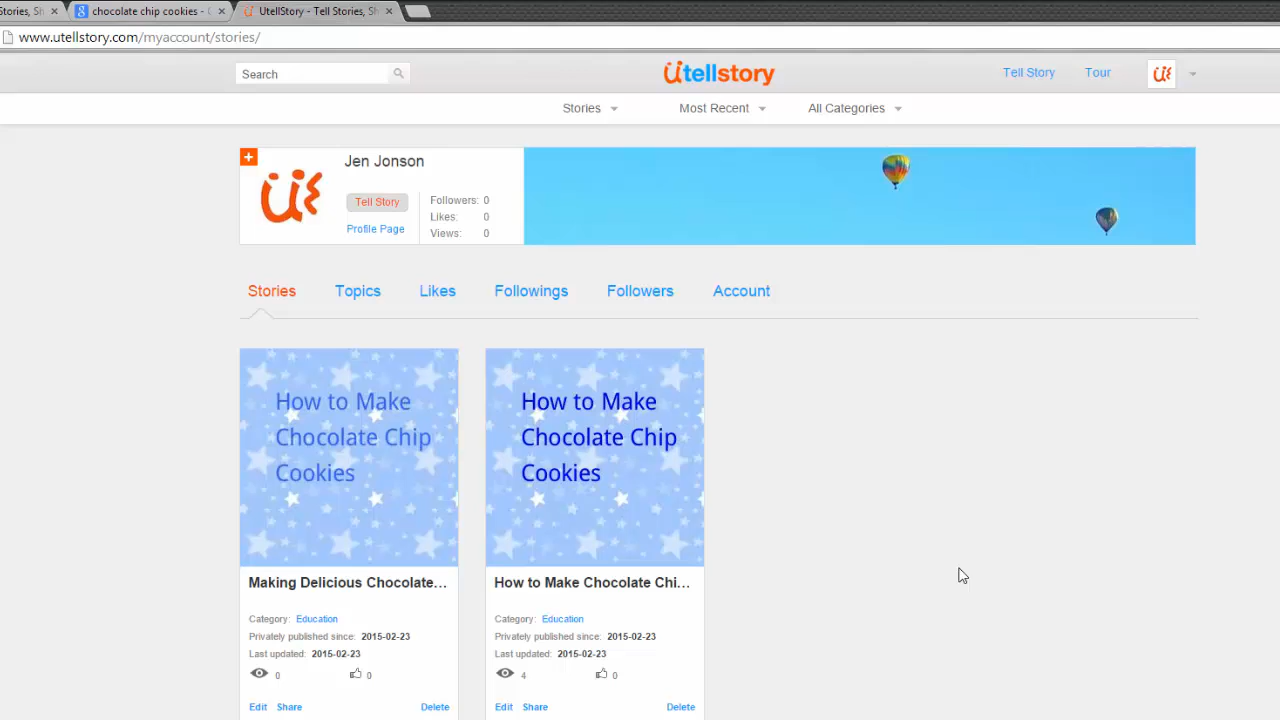 Stories, St
chocolate chip cookies -
UtellStory - Tell Stories, Sh
www.utellstory.com/myaccount/stories/
Search
ütellstory
Tell Story
Tour
Stories
Most Recent
All Categories
Jen Jonson
Tell Story
Profile Page
Followers: 0
Likes: 0
Views: 0
Stories
Topics
Likes
Followings
Followers
Account
How to Make
Chocolate Chip
Cookies
Making Delicious Chocolate...
Category: Education
Privately published since: 2015-02-23
Last updated: 2015-02-23
0
0
Edit Share Delete
How to Make
Chocolate Chip
Cookies
How to Make Chocolate Chi...
Category: Education
Privately published since: 2015-02-23
Last updated: 2015-02-23
4
0
Edit Share Delete